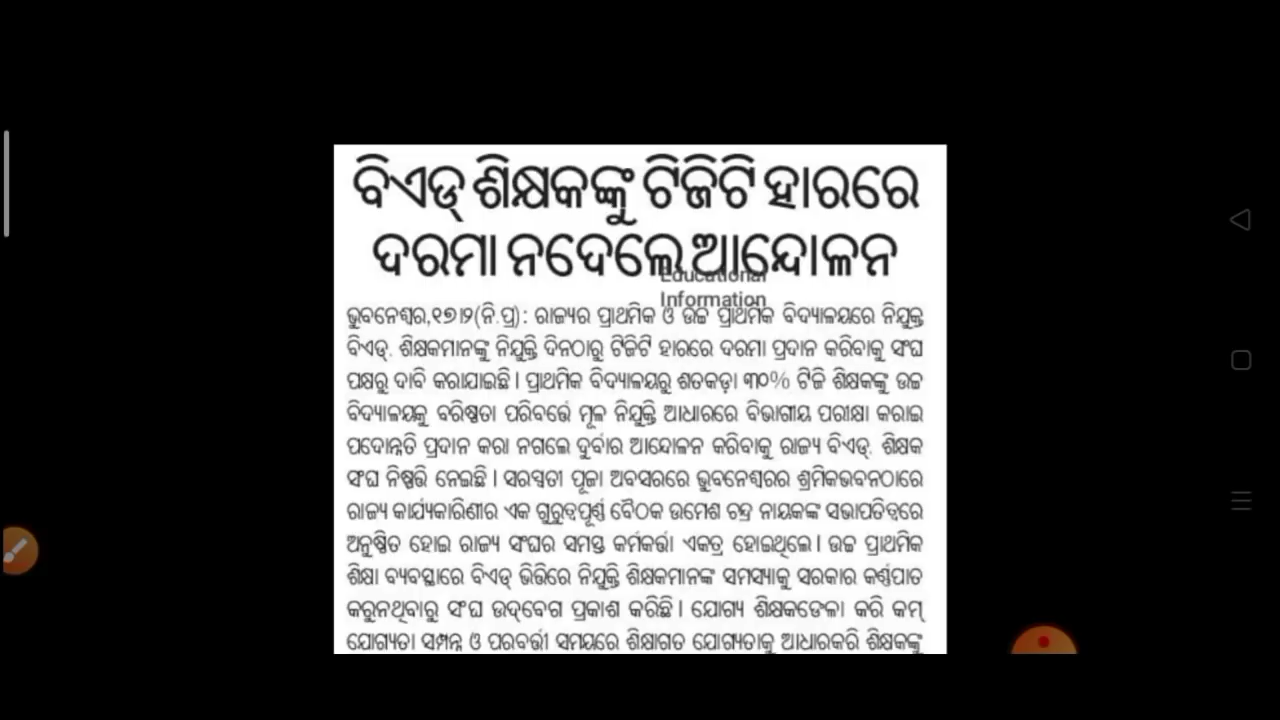 ବିଏଡ୍ ଶିକ୍ଷକଙ୍କୁ ଟିଜିଟି ହାରରେ
ଦରମା ନଦେଲେ ଆନ୍ଦୋଳନ
Educational
Information
ଭୁବନେଶ୍ୱର,୧୭।୨(ନି.ପ୍ର): ରାଜ୍ୟର ପ୍ରାଥମିକ ଓ ଉଚ୍ଚ ପ୍ରାଥମିକ ବିଦ୍ୟାଳୟରେ ନିଯୁକ୍ତ
ବିଏଡ୍. ଶିକ୍ଷକମାନଙ୍କୁ ନିଯୁକ୍ତି ଦିନଠାରୁ ଟିଜିଟି ହାରରେ ଦରମା ପ୍ରଦାନ କରିବାକୁ ସଂଘ
ପକ୍ଷରୁ ଦାବି କରାଯାଇଛି। ପ୍ରାଥମିକ ବିଦ୍ୟାଳୟରୁ ଶତକଡ଼ା ୩୦% ଟିଜି ଶିକ୍ଷକଙ୍କୁ ଉଚ୍ଚ
ବିଦ୍ୟାଳୟକୁ ବରିଷ୍ଠତା ପରିବର୍ତ୍ତେ ମୂଳ ନିଯୁକ୍ତି ଆଧାରରେ ବିଭାଗୀୟ ପରୀକ୍ଷା କରାଇ
ପଦୋନ୍ନତି ପ୍ରଦାନ କରା ନଗଲେ ଦୁର୍ବାର ଆନ୍ଦୋଳନ କରିବାକୁ ରାଜ୍ୟ ବିଏଡ୍. ଶିକ୍ଷକ
ସଂଘ ନିଷ୍ପତ୍ତି ନେଇଛି। ସରସ୍ୱତୀ ପୂଜା ଅବସରରେ ଭୁବନେଶ୍ୱରର ଶ୍ରମିକଭବନଠାରେ
ରାଜ୍ୟ କାର୍ଯ୍ୟକାରିଣୀର ଏକ ଗୁରୁତ୍ୱପୂର୍ଣ୍ଣ ବୈଠକ ଉମେଶ ଚନ୍ଦ୍ର ନାୟକଙ୍କ ସଭାପତିତ୍ୱରେ
ଅନୁଷ୍ଠିତ ହୋଇ ରାଜ୍ୟ ସଂଘର ସମସ୍ତ କର୍ମକର୍ତ୍ତା ଏକତ୍ର ହୋଇଥିଲେ। ଉଚ୍ଚ ପ୍ରାଥମିକ
ଶିକ୍ଷା ବ୍ୟବସ୍ଥାରେ ବିଏଡ୍ ଭିତ୍ତିରେ ନିଯୁକ୍ତି ଶିକ୍ଷକମାନଙ୍କ ସମସ୍ୟାକୁ ସରକାର କର୍ଣ୍ଣପାତ
କରୁନଥିବାରୁ ସଂଘ ଉଦ୍‌ବେଗ ପ୍ରକାଶ କରିଛି। ଯୋଗ୍ୟ ଶିକ୍ଷକଙେଳା କରି କମ୍
ଯୋଗ୍ୟତା ସମ୍ପନ୍ନ ଓ ପରବର୍ତ୍ତୀ ସମୟରେ ଶିକ୍ଷାଗତ ଯୋଗ୍ୟତାକୁ ଆଧାରକରି ଶିକ୍ଷକଙ୍କୁ